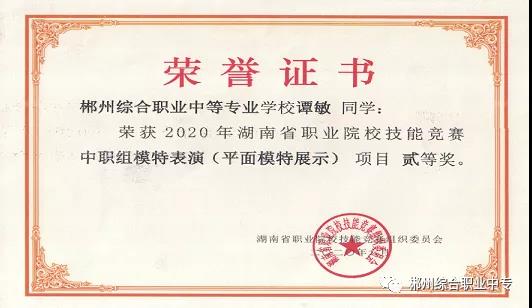 荣誉证书
郴州综合职业中等专业学校谭敏 同学：
荣获2020年湖南省职业院校技能竞赛
中职组模特表演（平面模特展示） 项目 贰等奖。
湖南省职业院校技能竞赛组织委员会
郴州综合职业中专